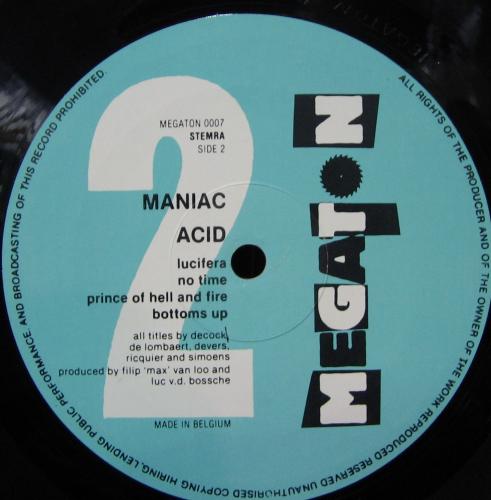 MEGATON 0007
STEMRA
SIDE 2
2
MANIAC
ACID
lucifera
no time
prince of hell and fire
bottoms up
all titles by decock,
de lombaert, devers,
ricquier and simoens
produced by filip 'max' van loo and
luc v.d. bossche
MADE IN BELGIUM
MEGATON
ALL RIGHTS OF THE PRODUCER AND OF THE OWNER OF THE WORK REPRODUCED RESERVED UNAUTHORISED COPYING HIRING, LENDING PUBLIC PERFORMANCE AND BROADCASTING OF THIS RECORD PROHIBITED.